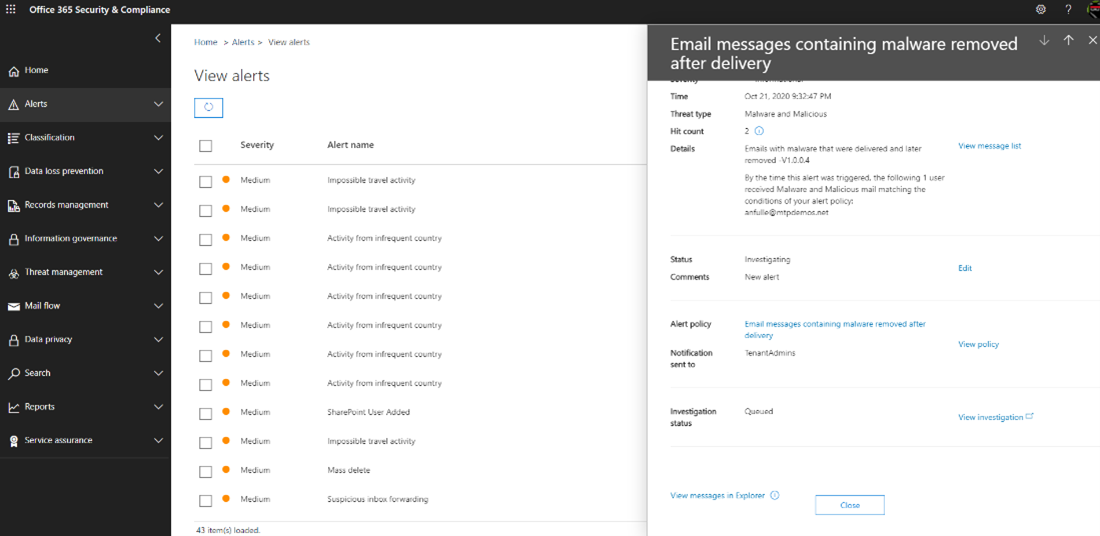 Office 365 Security & Compliance
?
Home > Alerts > View alerts
Home
Alerts
Classification
Data loss prevention
Records management
Information governance
Threat management
Mail flow
Data privacy
Search
Reports
Service assurance
View alerts
Severity Alert name
Medium Impossible travel activity
Medium Impossible travel activity
Medium Activity from infrequent country
Medium Activity from infrequent country
Medium Activity from infrequent country
Medium Activity from infrequent country
Medium Activity from infrequent country
Medium Activity from infrequent country
Medium SharePoint User Added
Medium Impossible travel activity
Medium Mass delete
Medium Suspicious inbox forwarding
43 item(s) loaded.
Email messages containing malware removed
after delivery
Time Oct 21, 2020 9:32:47 PM
Threat type Malware and Malicious
Hit count 2
Details Emails with malware that were delivered and later
removed -V1.0.0.4
View message list
By the time this alert was triggered, the following 1 user
received Malware and Malicious mail matching the
conditions of your alert policy:
anfulle@mtpdemos.net
Status Investigating
Edit
Comments New alert
Alert policy Email messages containing malware removed after
delivery
View policy
Notification TenantAdmins
sent to
Investigation Queued
status
View investigation
View messages in Explorer
Close